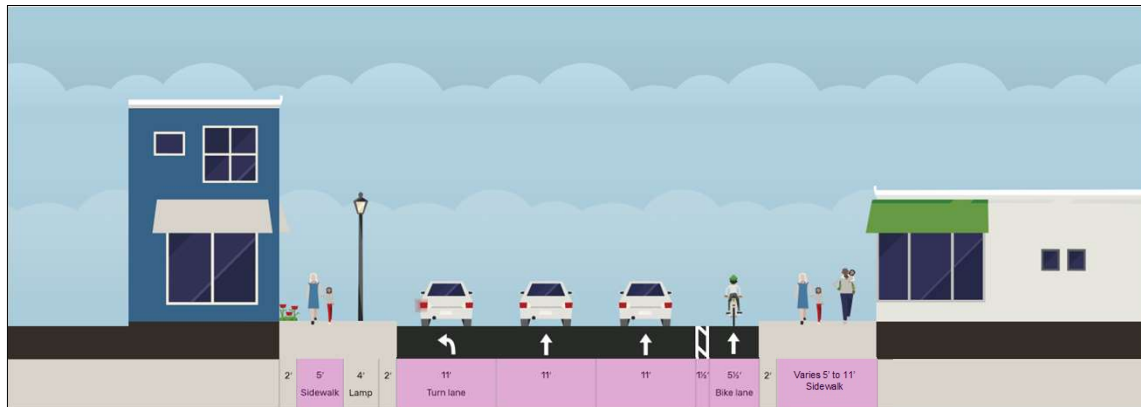 2' 5' 4' 2' 11' 11' 11' 1½' 5½' 2' Varies 5' to 11'
Sidewalk Lamp Turn lane Bike lane Sidewalk